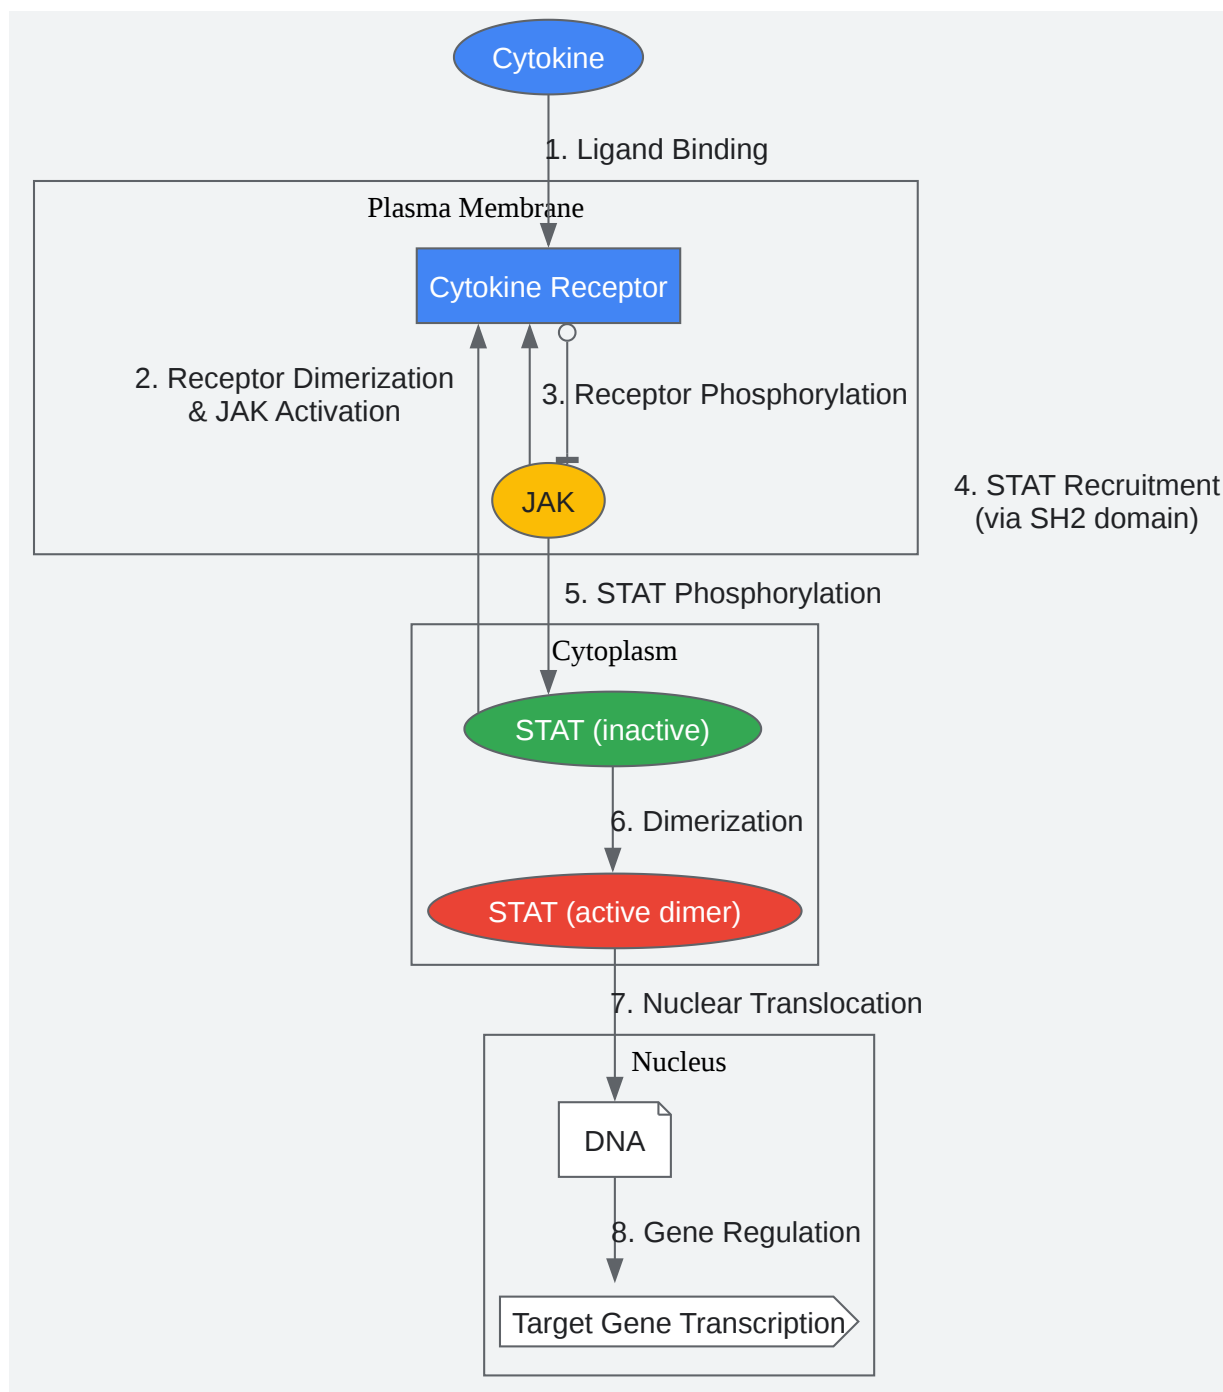 Cytokine
1. Ligand Binding
Plasma Membrane
Cytokine Receptor
2. Receptor Dimerization
& JAK Activation
3. Receptor Phosphorylation
JAK
4. STAT Recruitment
(via SH2 domain)
5. STAT Phosphorylation
Cytoplasm
STAT (inactive)
6. Dimerization
STAT (active dimer)
7. Nuclear Translocation
Nucleus
DNA
8. Gene Regulation
Target Gene Transcription